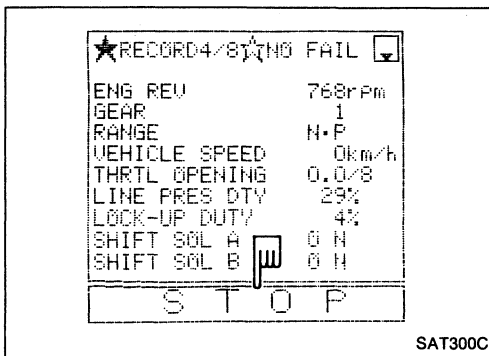 ★RECORD4/8☆NO FAIL
ENG REV 768rpm
GEAR 1
RANGE N·P
VEHICLE SPEED 0km/h
THRTL OPENING 0.0/8
LINE PRES DTY 29%
LOCK-UP DUTY 4%
SHIFT SOL A ON
SHIFT SOL B ON
STOP
SAT300C